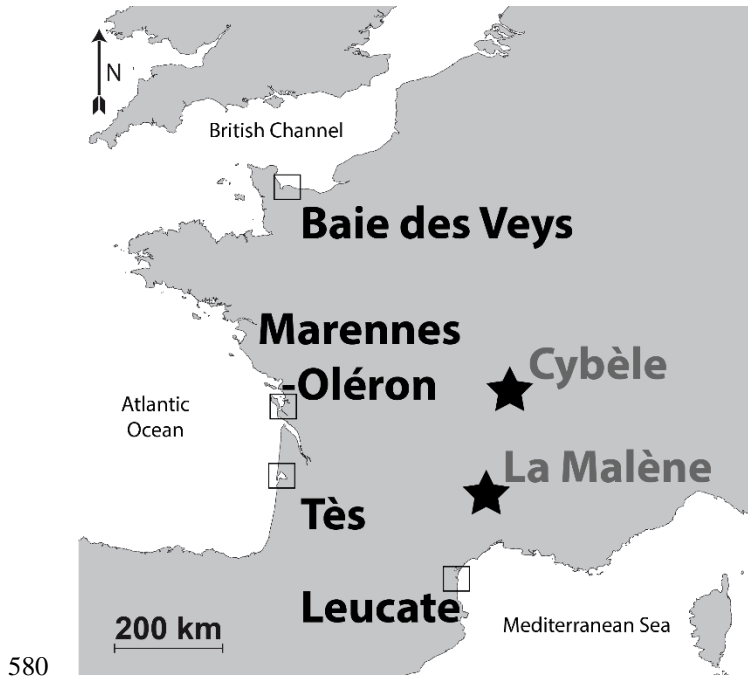 N
British Channel
Baie des Veys
Marennes
-Oléron
Cybèle
Atlantic
Ocean
La Malène
Tès
Leucate
200 km
Mediterranean Sea
580